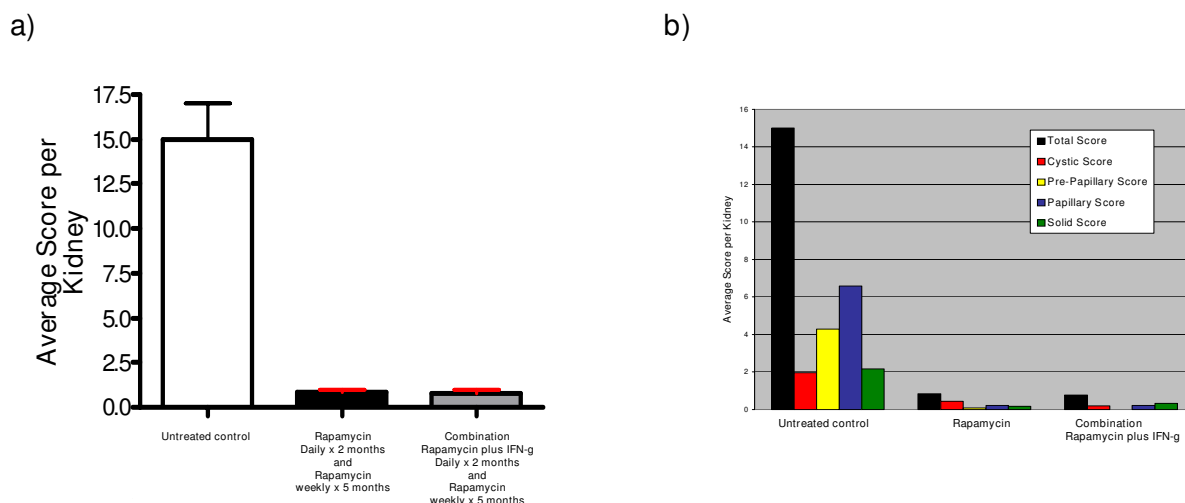 a)
b)
Average Score per
Kidney
17.5
15.0
12.5
10.0
7.5
5.0
2.5
0.0
Untreated control
Rapamycin
Daily x 2 months
and
Rapamycin
weekly x 5 months
Combination
Rapamycin plus IFN-g
Daily x 2 months
and
Rapamycin
weekly x 5 months
Average Score per Kidney
16
14
12
10
8
6
4
2
0
Total Score
Cystic Score
Pre-Papillary Score
Papillary Score
Solid Score
Untreated control
Rapamycin
Combination
Rapamycin plus IFN-g